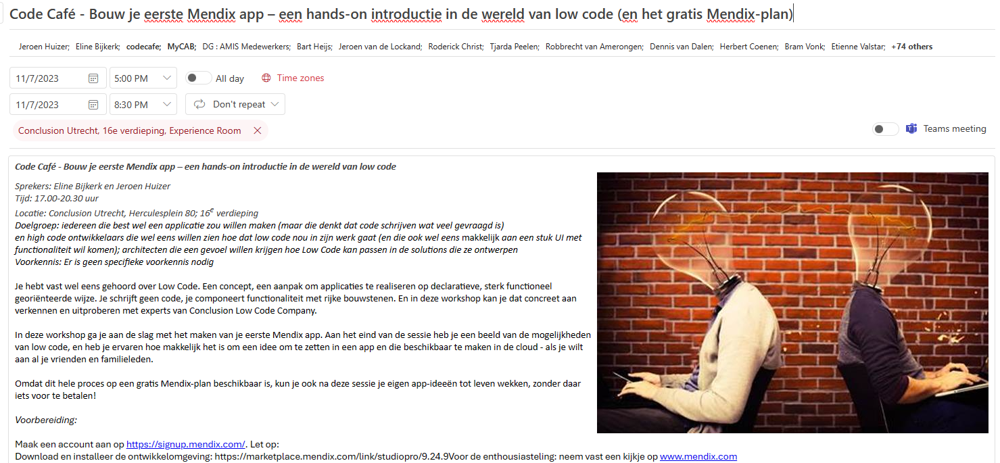 Code Café - Bouw je eerste Mendix app – een hands-on introductie in de wereld van low code (en het gratis Mendix-plan)
Jeroen Huizer; Eline Bijkerk; codecafe; MyCAB; DG : AMIS Medewerkers; Bart Heijs; Jeroen van de Lockand; Roderick Christ; Tjarda Peelen; Robbrecht van Amerongen; Dennis van Dalen; Herbert Coenen; Bram Vonk; Etienne Valstar; +74 others
11/7/2023 5:00 PM All day Time zones
11/7/2023 8:30 PM Don't repeat
Conclusion Utrecht, 16e verdieping, Experience Room
Teams meeting
Code Café - Bouw je eerste Mendix app – een hands-on introductie in de wereld van low code
Sprekers: Eline Bijkerk en Jeroen Huizer
Tijd: 17.00-20.30 uur
Locatie: Conclusion Utrecht, Herculesplein 80; 16e verdieping
Doelgroep: iedereen die best wel een applicatie zou willen maken (maar die denkt dat code schrijven wat veel gevraagd is)
en high code ontwikkelaars die wel eens willen zien hoe dat low code nou in zijn werk gaat (en die ook wel eens makkelijk aan een stuk UI met
functionaliteit wil komen); architecten die een gevoel willen krijgen hoe Low Code kan passen in de solutions die ze ontwerpen
Voorkennis: Er is geen specifieke voorkennis nodig
Je hebt vast wel eens gehoord over Low Code. Een concept, een aanpak om applicaties te realiseren op declaratieve, sterk functioneel
georiënteerde wijze. Je schrijft geen code, je componeert functionaliteit met rijke bouwstenen. En in deze workshop kan je dat concreet aan
verkennen en uitproberen met experts van Conclusion Low Code Company.
In deze workshop ga je aan de slag met het maken van je eerste Mendix app. Aan het eind van de sessie heb je een beeld van de mogelijkheden
van low code, en heb je ervaren hoe makkelijk het is om een idee om te zetten in een app en die beschikbaar te maken in de cloud - als je wilt
aan al je vrienden en familieleden.
Omdat dit hele proces op een gratis Mendix-plan beschikbaar is, kun je ook na deze sessie je eigen app-ideeën tot leven wekken, zonder daar
iets voor te betalen!
Voorbereiding:
Maak een account aan op https://signup.mendix.com/. Let op:
Download en installeer de ontwikkelomgeving: https://marketplace.mendix.com/link/studiopro/9.24.9Voor de enthousiasteling: neem vast een kijkje op www.mendix.com